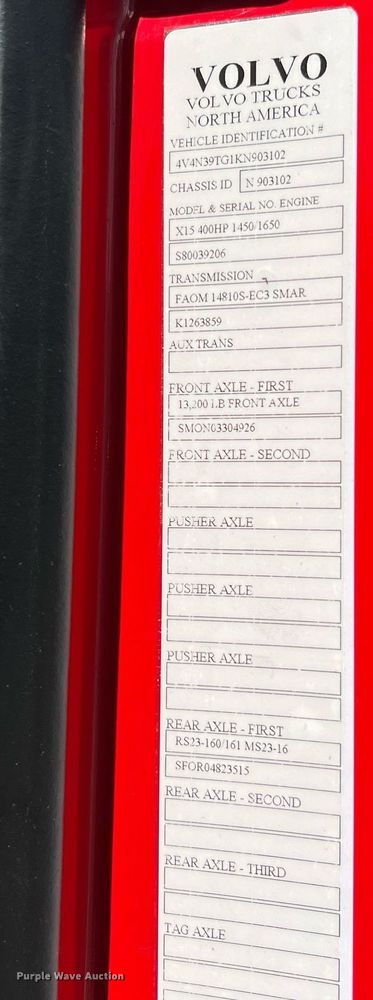 VOLVO
VOLVO TRUCKS
NORTH AMERICA
VEHICLE IDENTIFICATION #
4V4N39TG1KN903102
CHASSIS ID N 903102
MODEL & SERIAL NO. ENGINE
X15 400HP 1450/1650
S80039206
TRANSMISSION
FAOM 14810S-EC3 SMAR
K1263859
AUX TRANS
FRONT AXLE - FIRST
13,200 LB FRONT AXLE
SMON03304926
FRONT AXLE - SECOND
PUSHER AXLE
PUSHER AXLE
PUSHER AXLE
REAR AXLE - FIRST
RS23-160/161 MS23-16
SFOR04823515
REAR AXLE - SECOND
REAR AXLE - THIRD
TAG AXLE
Purple Wave Auction